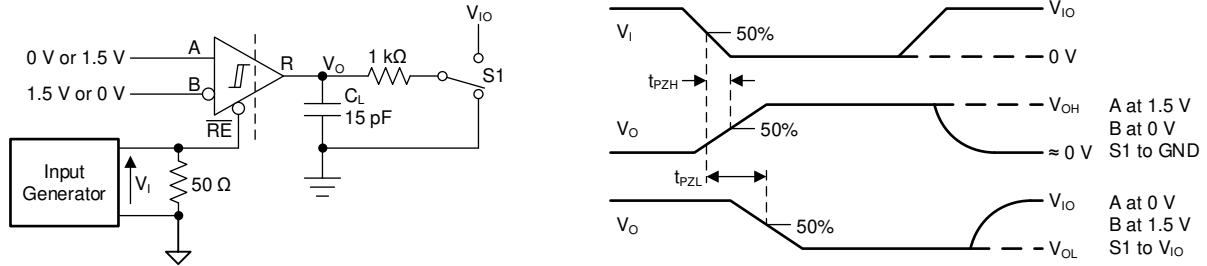 V_IO
0 V or 1.5 V
A
R
V_O
1 kΩ
S1
1.5 V or 0 V
B
C_L
15 pF
RE
Input
Generator
V_I
50 Ω
V_I
50%
V_IO
0 V
t_PZH
V_O
50%
V_OH
≈ 0 V
A at 1.5 V
B at 0 V
S1 to GND
t_PZL
V_O
50%
V_IO
V_OL
A at 0 V
B at 1.5 V
S1 to V_IO